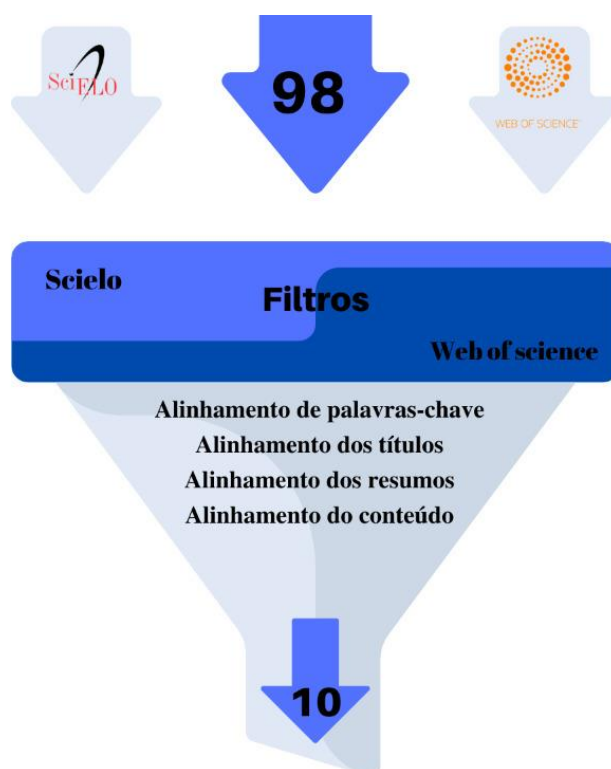 SciELO
98
WEB OF SCIENCE
Scielo
Filtros
Web of science
Alinhamento de palavras-chave
Alinhamento dos títulos
Alinhamento dos resumos
Alinhamento do conteúdo
10